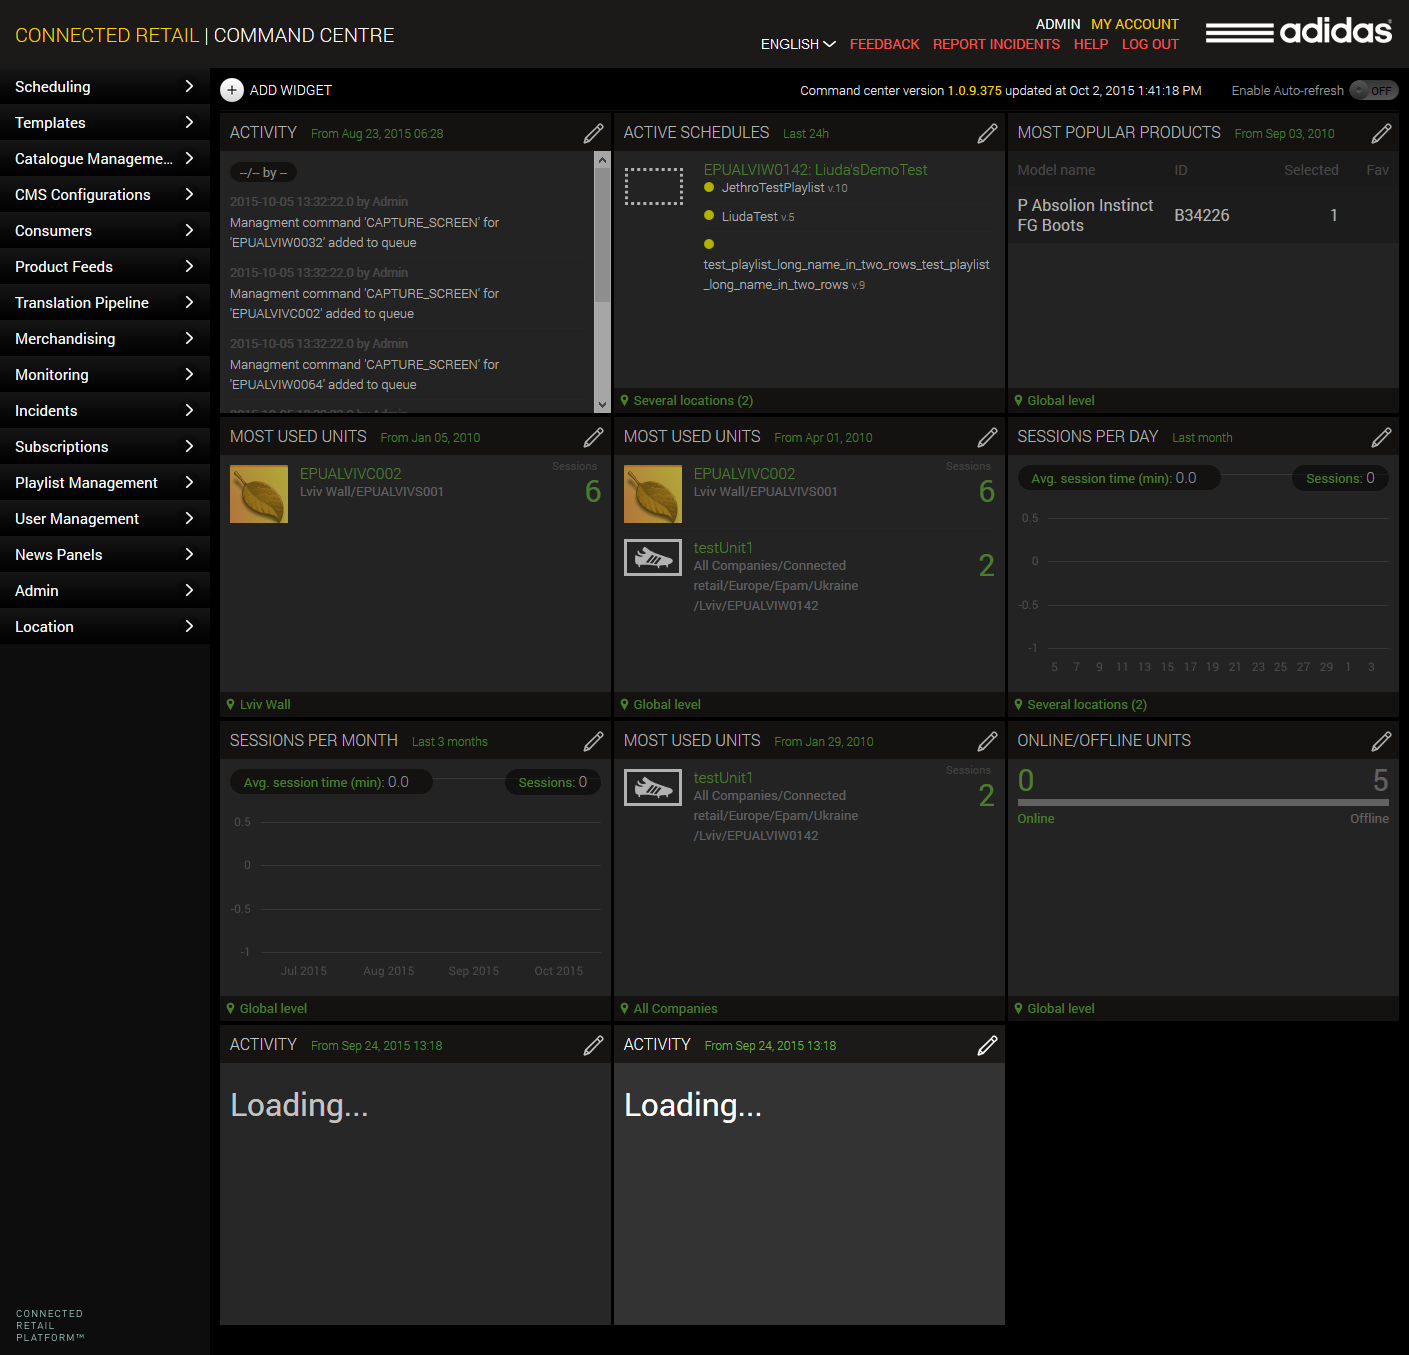 CONNECTED RETAIL | COMMAND CENTRE
ADMIN MY ACCOUNT
ENGLISH FEEDBACK REPORT INCIDENTS HELP LOG OUT
adidas
Scheduling
Templates
Catalogue Manageme...
CMS Configurations
Consumers
Product Feeds
Translation Pipeline
Merchandising
Monitoring
Incidents
Subscriptions
Playlist Management
User Management
News Panels
Admin
Location
CONNECTED
RETAIL
PLATFORM™
+ ADD WIDGET
Command center version 1.0.9.375 updated at Oct 2, 2015 1:41:18 PM
Enable Auto-refresh OFF
ACTIVITY From Aug 23, 2015 06:28
--/-- by --
2015-10-05 13:32:22.0 by Admin
Managment command 'CAPTURE_SCREEN' for
'EPUALVIW0032' added to queue
2015-10-05 13:32:22.0 by Admin
Managment command 'CAPTURE_SCREEN' for
'EPUALVIVC002' added to queue
2015-10-05 13:32:22.0 by Admin
Managment command 'CAPTURE_SCREEN' for
'EPUALVIW0064' added to queue
ACTIVE SCHEDULES Last 24h
EPUALVIW0142: Liuda'sDemoTest
JethroTestPlaylist v.10
LiudaTest v.5
test_playlist_long_name_in_two_rows_test_playlist
_long_name_in_two_rows v.9
Several locations (2)
MOST POPULAR PRODUCTS From Sep 03, 2010
Model name ID Selected Fav
P Absolion Instinct
FG Boots B34226 1
Global level
MOST USED UNITS From Jan 05, 2010
Sessions
EPUALVIVC002
Lviv Wall/EPUALVIVS001
6
Lviv Wall
MOST USED UNITS From Apr 01, 2010
Sessions
EPUALVIVC002
Lviv Wall/EPUALVIVS001
6
testUnit1
All Companies/Connected
retail/Europe/Epam/Ukraine
/Lviv/EPUALVIW0142
2
Global level
SESSIONS PER DAY Last month
Avg. session time (min): 0.0 Sessions: 0
0.5
0
-0.5
-1
5 7 9 11 13 15 17 19 21 23 25 27 29 1 3
Several locations (2)
SESSIONS PER MONTH Last 3 months
Avg. session time (min): 0.0 Sessions: 0
0.5
0
-0.5
-1
Jul 2015 Aug 2015 Sep 2015 Oct 2015
Global level
MOST USED UNITS From Jan 29, 2010
Sessions
testUnit1
All Companies/Connected
retail/Europe/Epam/Ukraine
/Lviv/EPUALVIW0142
2
All Companies
ONLINE/OFFLINE UNITS
0 5
Online Offline
Global level
ACTIVITY From Sep 24, 2015 13:18
Loading...
ACTIVITY From Sep 24, 2015 13:18
Loading...